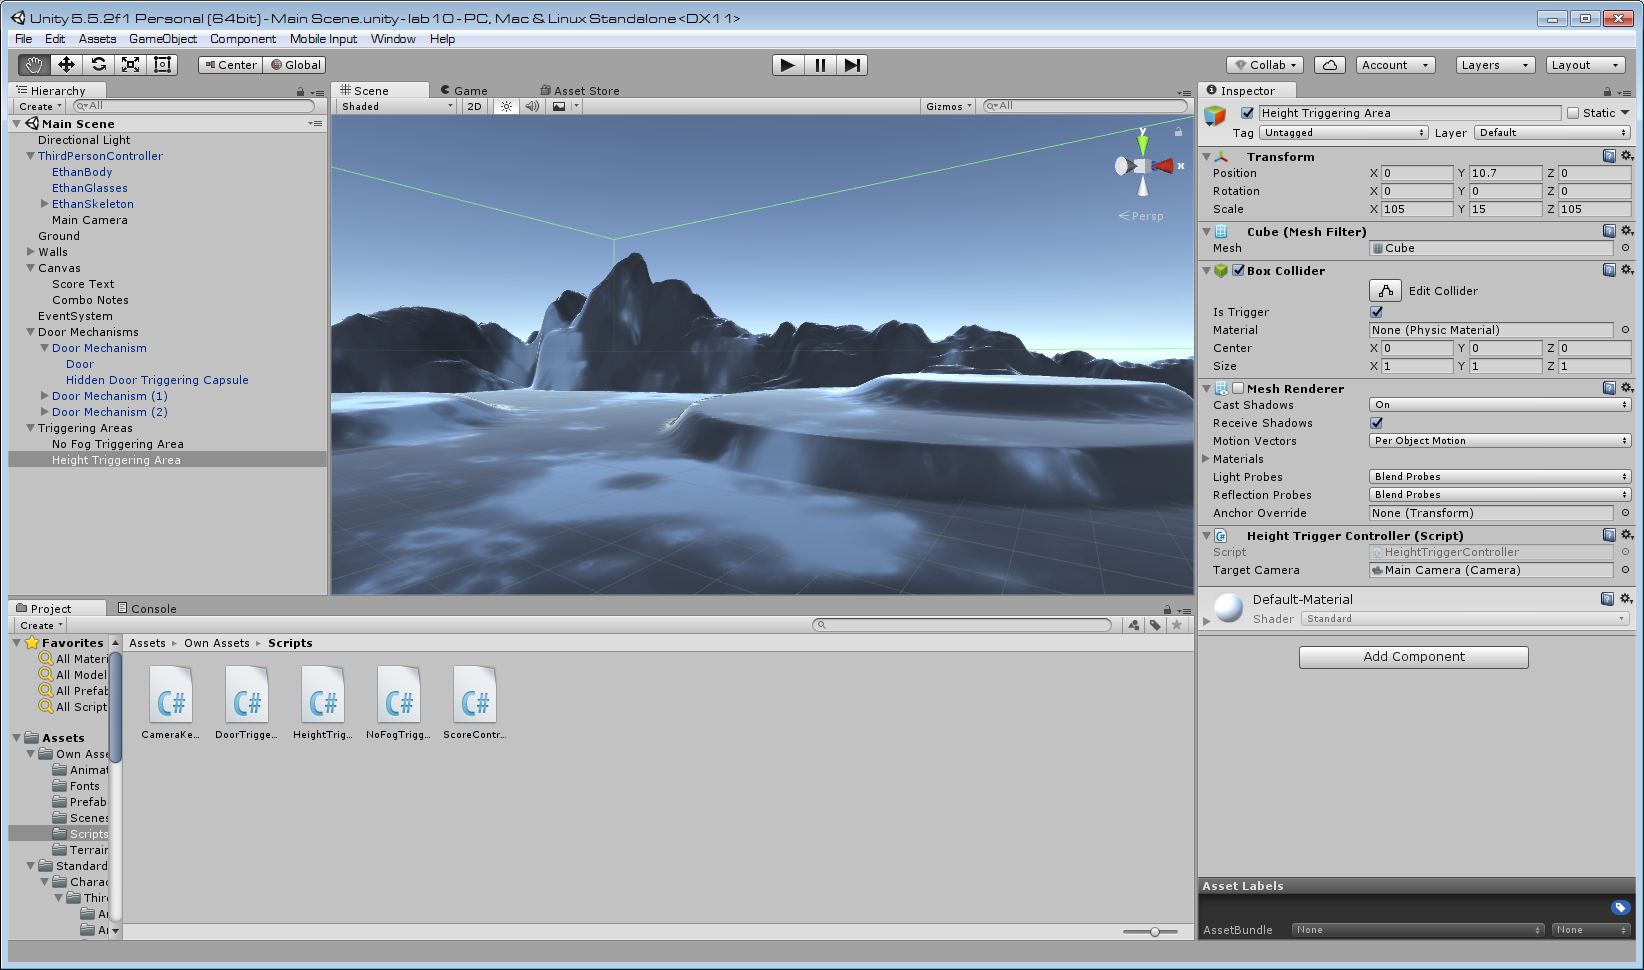 Unity 5.5.2f1 Personal (64bit) - Main Scene.unity - lab10 - PC, Mac & Linux Standalone <DX11>
File Edit Assets GameObject Component Mobile Input Window Help
Center Global Collab Account Layers Layout
Hierarchy
Create All
Main Scene
Directional Light
ThirdPersonController
EthanBody
EthanGlasses
EthanSkeleton
Main Camera
Ground
Walls
Canvas
Score Text
Combo Notes
EventSystem
Door Mechanisms
Door Mechanism
Door
Hidden Door Triggering Capsule
Door Mechanism (1)
Door Mechanism (2)
Triggering Areas
No Fog Triggering Area
Height Triggering Area
Scene Game Asset Store
Shaded 2D Gizmos All
y
x
Persp
Inspector
Height Triggering Area Static
Tag Untagged Layer Default
Transform
Position X 0 Y 10.7 Z 0
Rotation X 0 Y 0 Z 0
Scale X 105 Y 15 Z 105
Cube (Mesh Filter)
Mesh Cube
Box Collider
Edit Collider
Is Trigger
Material None (Physic Material)
Center X 0 Y 0 Z 0
Size X 1 Y 1 Z 1
Mesh Renderer
Cast Shadows On
Receive Shadows
Motion Vectors Per Object Motion
Materials
Light Probes Blend Probes
Reflection Probes Blend Probes
Anchor Override None (Transform)
Height Trigger Controller (Script)
Script HeightTriggerController
Target Camera Main Camera (Camera)
Default-Material
Shader Standard
Add Component
Asset Labels
AssetBundle None None
Project Console
Create
Favorites
All Materi
All Model
All Prefab
All Script
Assets
Own Asse
Animat
Fonts
Prefab
Scenes
Scripts
Terrair
Standard
Charac
Thir
Ar
Ar
Assets ▸ Own Assets ▸ Scripts
C# C# C# C# C#
CameraKe... DoorTrigge... HeightTrig... NoFogTrigg... ScoreContr...